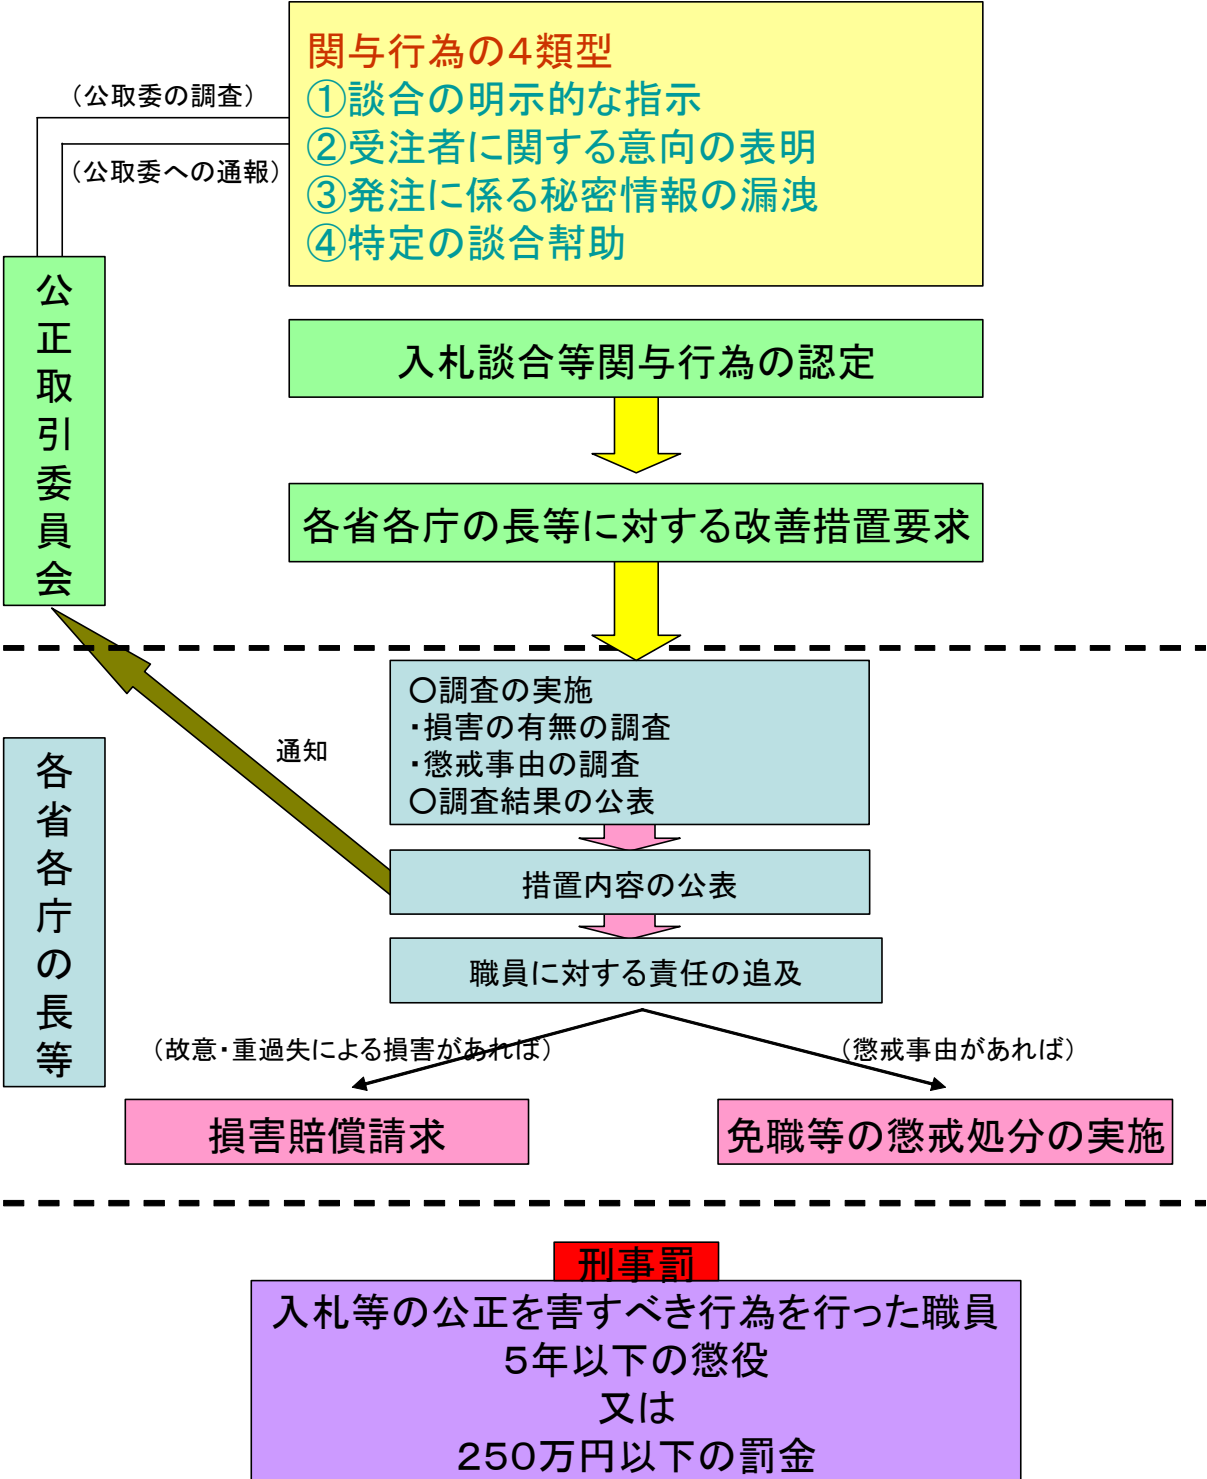 関与行為の4類型
①談合の明示的な指示
②受注者に関する意向の表明
③発注に係る秘密情報の漏洩
④特定の談合幇助
（公取委の調査）
（公取委への通報）
公正取引委員会
入札談合等関与行為の認定
各省各庁の長等に対する改善措置要求
○調査の実施
・損害の有無の調査
・懲戒事由の調査
○調査結果の公表
通知
各省各庁の長等
措置内容の公表
職員に対する責任の追及
（故意・重過失による損害があれば）
（懲戒事由があれば）
損害賠償請求
免職等の懲戒処分の実施
刑事罰
入札等の公正を害すべき行為を行った職員
5年以下の懲役
又は
250万円以下の罰金